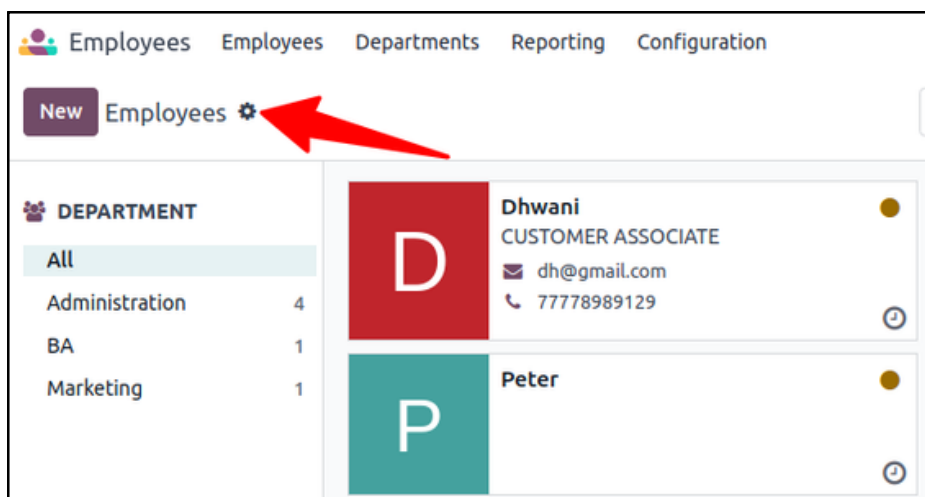 Employees Employees Departments Reporting Configuration
New Employees
DEPARTMENT
All
Administration 4
BA 1
Marketing 1
D
Dhwani
CUSTOMER ASSOCIATE
dh@gmail.com
77778989129
P
Peter